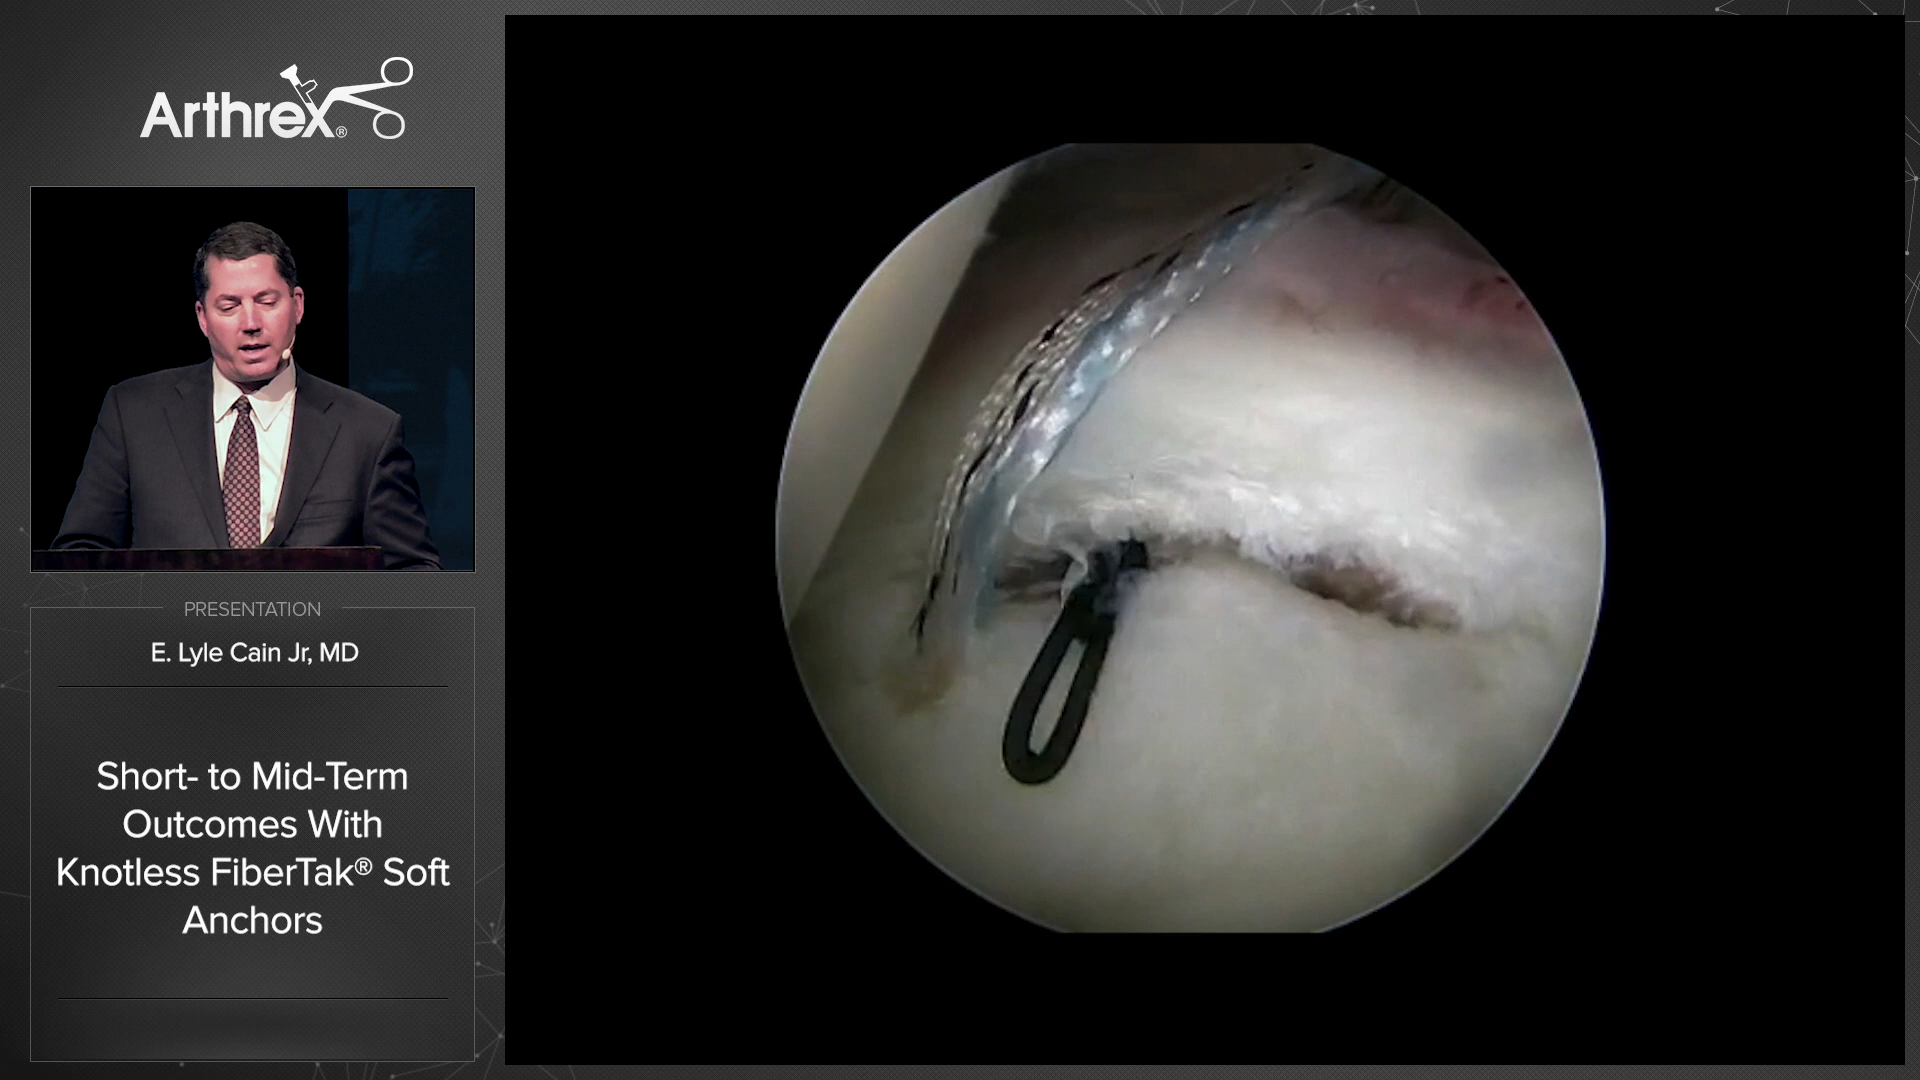 Arthrex®
PRESENTATION
E. Lyle Cain Jr, MD
Short- to Mid-Term
Outcomes With
Knotless FiberTak® Soft
Anchors